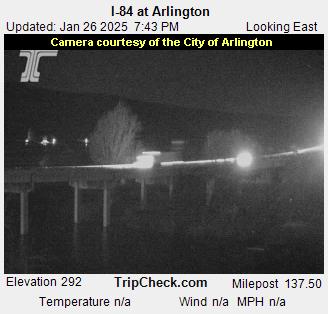 I-84 at Arlington
Updated: Jan 26 2025 7:43 PM Looking East
Camera courtesy of the City of Arlington
Elevation 292 TripCheck.com Milepost 137.50
Temperature n/a Wind n/a MPH n/a